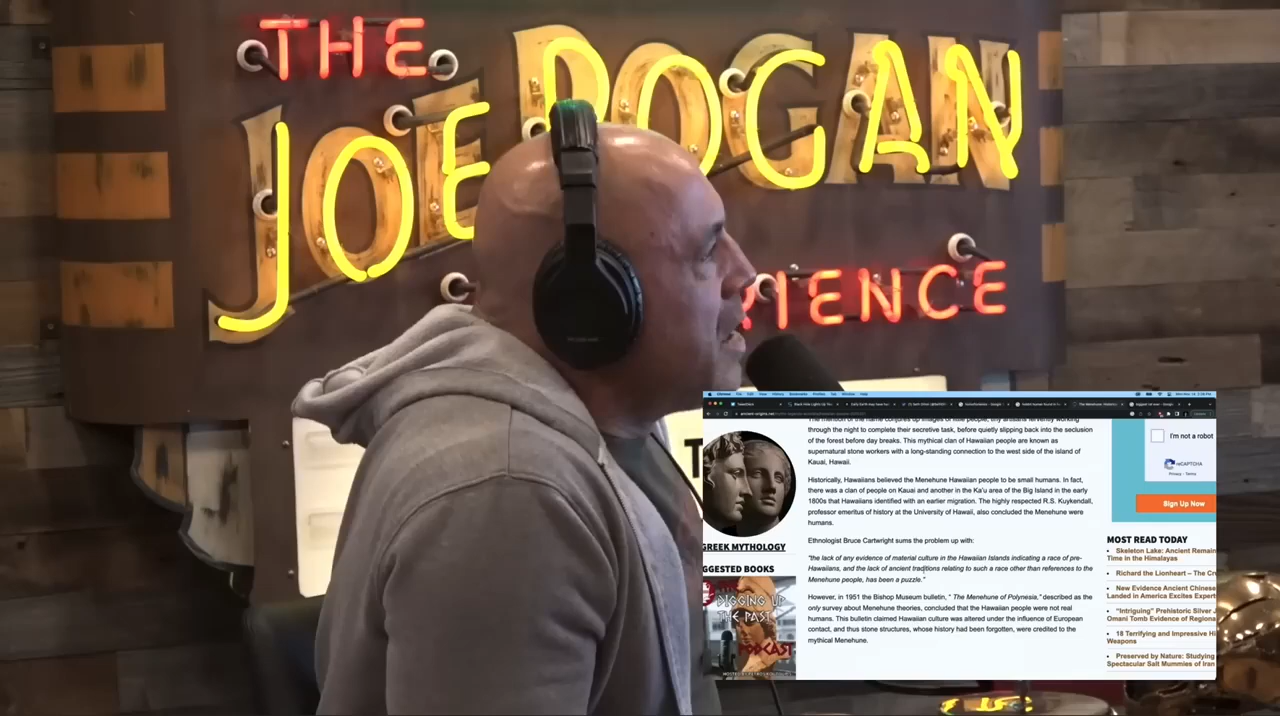 THE
JOE ROGAN
RIENCE
T
ancient-origins.net
through the night to complete their secretive task, before quietly slipping back into the seclusion
of the forest before day breaks. This mythical clan of Hawaiian people are known as
supernatural stone workers with a long-standing connection to the west side of the island of
Kauai, Hawaii.
Historically, Hawaiians believed the Menehune Hawaiian people to be small humans. In fact,
there was a clan of people on Kauai and another in the Ka'u area of the Big Island in the early
1800s that Hawaiians identified with an earlier migration. The highly respected R.S. Kuykendall,
professor emeritus of history at the University of Hawaii, also concluded the Menehune were
humans.
Ethnologist Bruce Cartwright sums the problem up with:
"the lack of any evidence of material culture in the Hawaiian Islands indicating a race of pre-
Hawaiians, and the lack of ancient traditions relating to such a race other than references to the
Menehune people, has been a puzzle."
However, in 1951 the Bishop Museum bulletin, " The Menehune of Polynesia," described as the
only survey about Menehune theories, concluded that the Hawaiian people were not real
humans. This bulletin claimed Hawaiian culture was altered under the influence of European
contact, and thus stone structures, whose history had been forgotten, were credited to the
mythical Menehune.
GREEK MYTHOLOGY
GGESTED BOOKS
DIGGING UP
THE PAST
PODCAST
I'm not a robot
reCAPTCHA
Privacy - Terms
Sign Up Now
MOST READ TODAY
• Skeleton Lake: Ancient Remain
Time in the Himalayas
• Richard the Lionheart – The Cr
• New Evidence Ancient Chinese
Landed in America Excites Expert
• "Intriguing" Prehistoric Silver J
Omani Tomb Evidence of Regiona
• 18 Terrifying and Impressive Hi
Weapons
• Preserved by Nature: Studying
Spectacular Salt Mummies of Iran